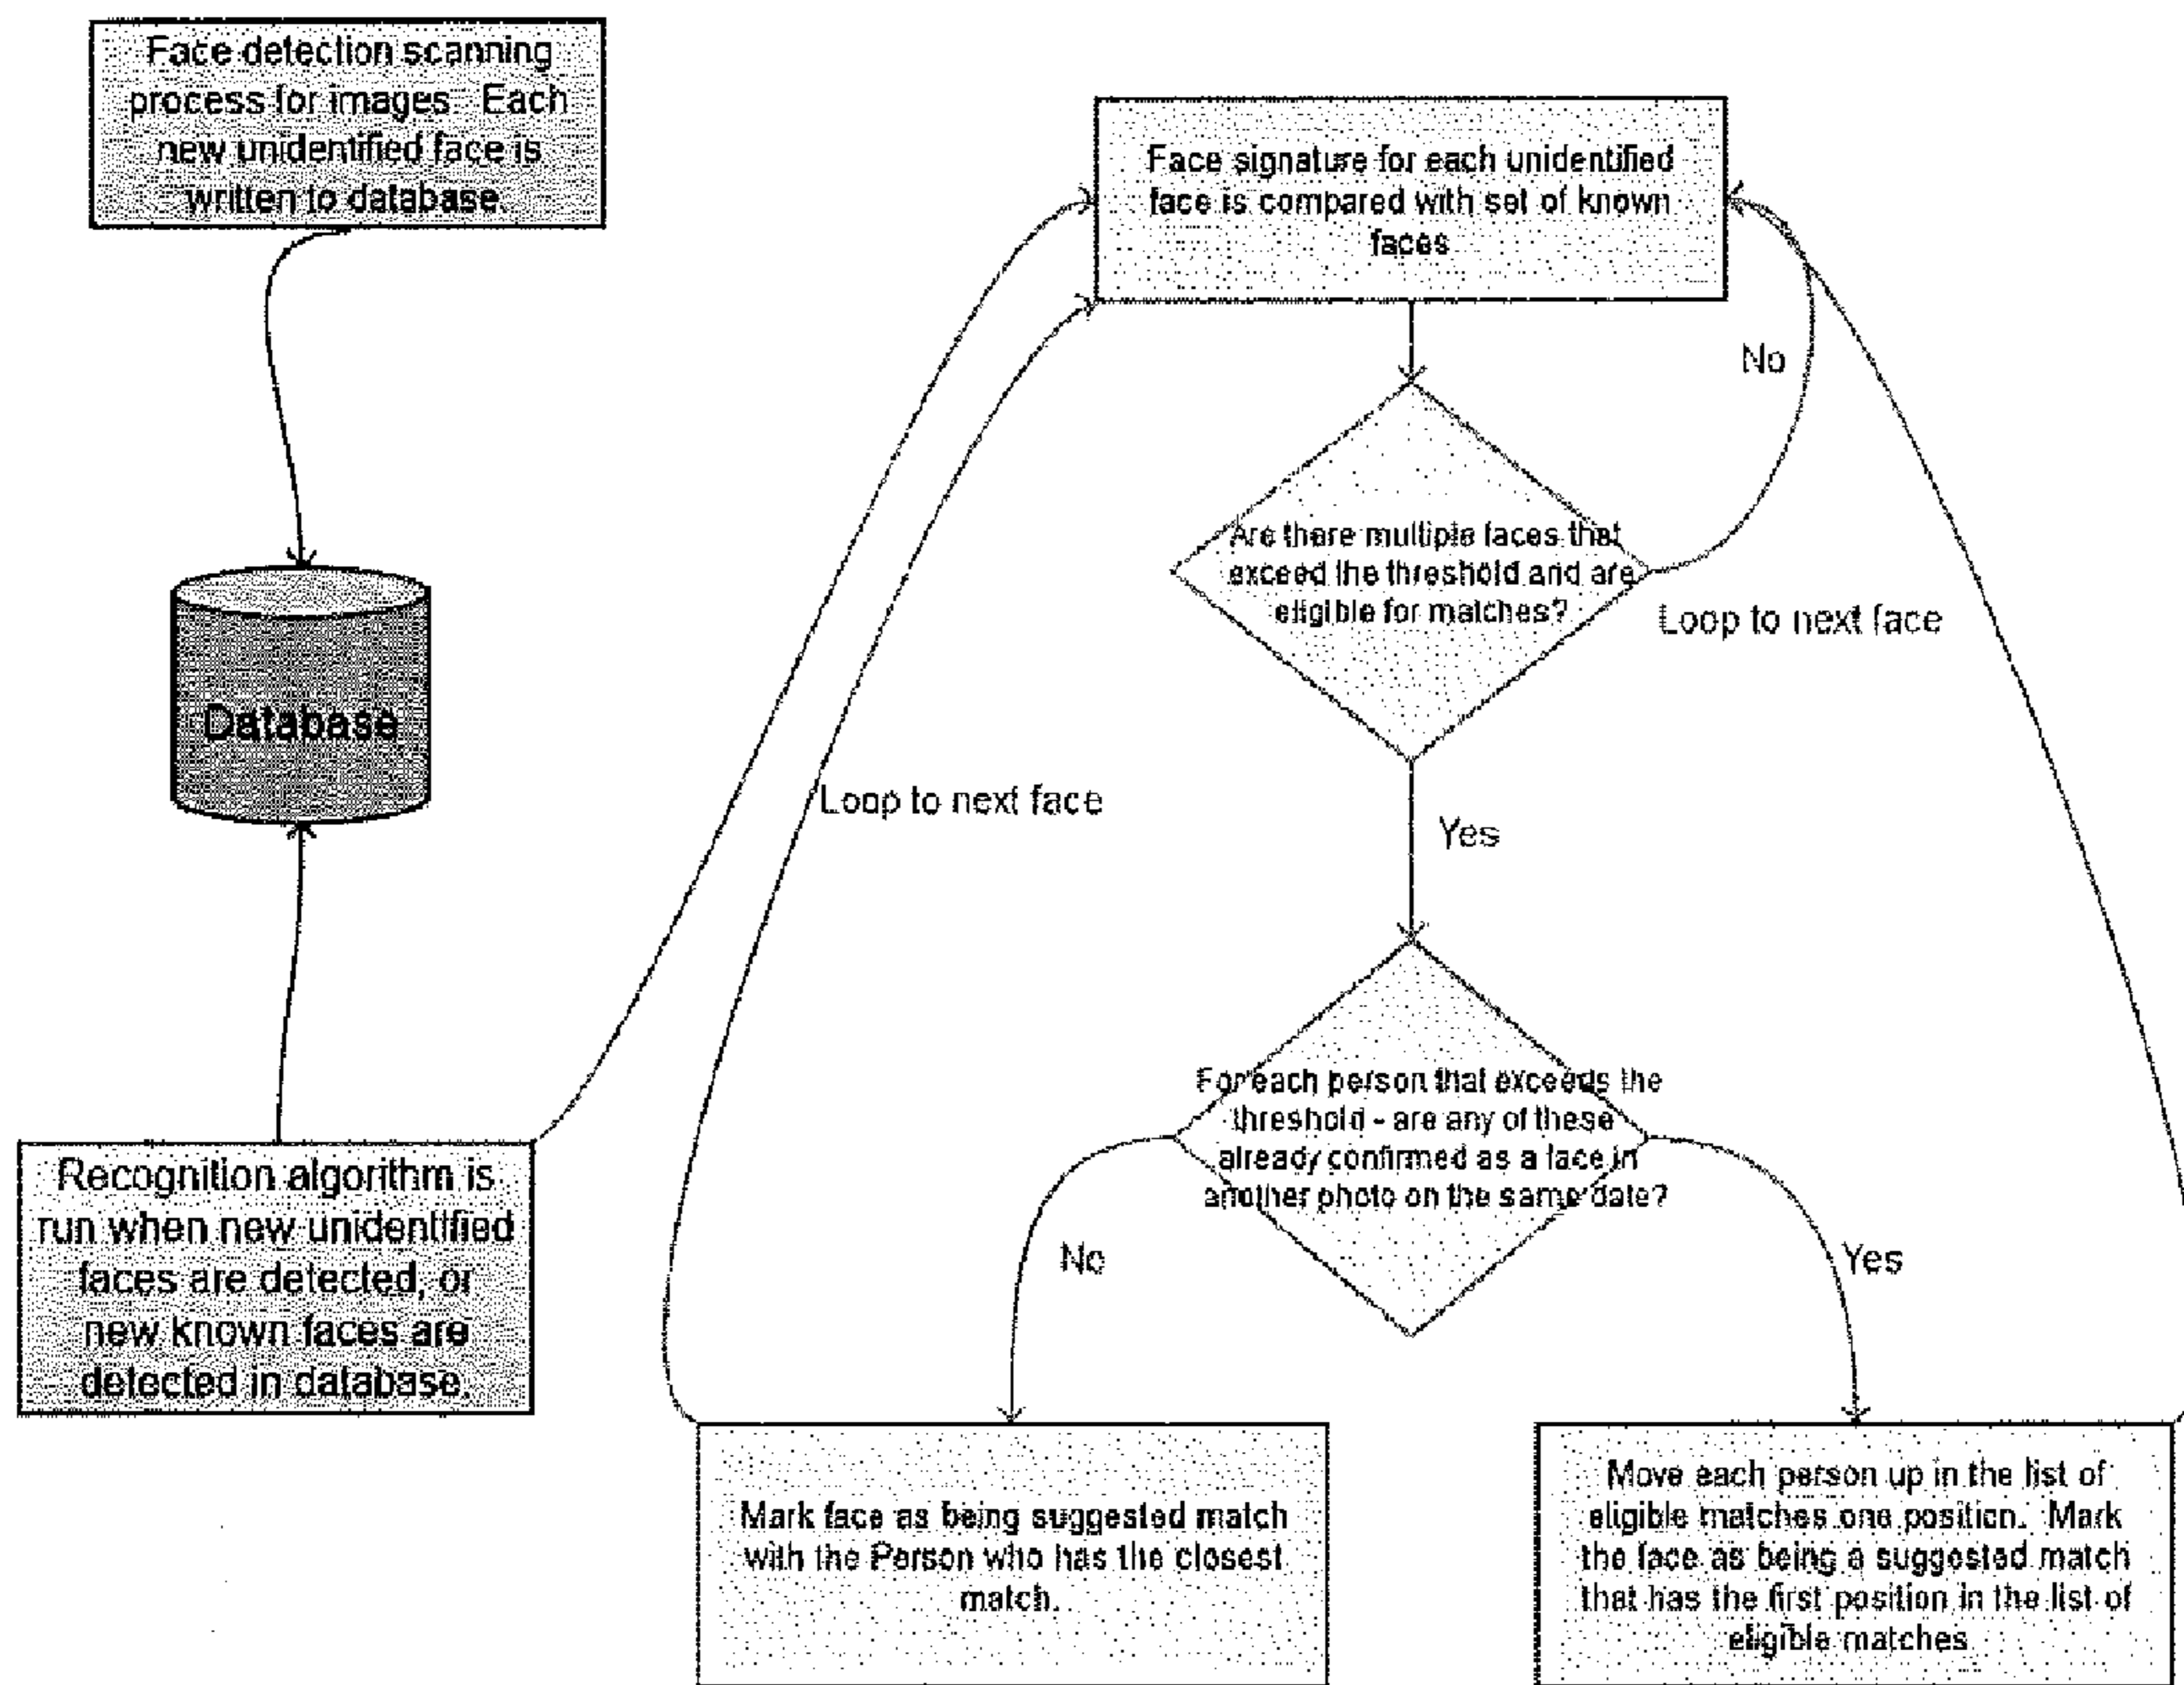 Face detection scanning
process for images. Each
new unidentified face is
written to database.
Database
Recognition algorithm is
run when new unidentified
faces are detected, or
new known faces are
detected in database.
Face signature for each unidentified
face is compared with set of known
faces
No
Are there multiple faces that
exceed the threshold and are
eligible for matches?
Loop to next face
Loop to next face
Yes
For each person that exceeds the
threshold - are any of these
already confirmed as a face in
another photo on the same date?
No
Yes
Mark face as being suggested match
with the Person who has the closest
match.
Move each person up in the list of
eligible matches one position. Mark
the face as being a suggested match
that has the first position in the list of
eligible matches